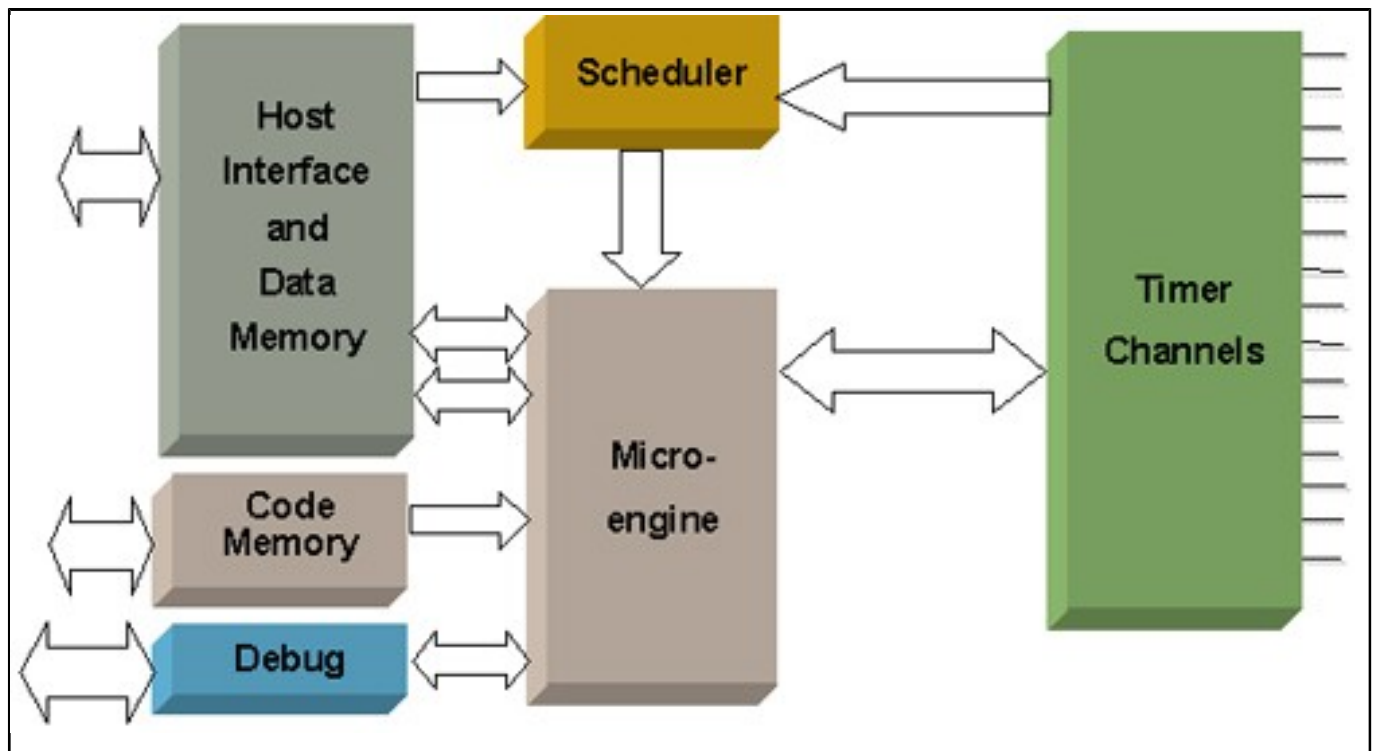 Host
Interface
and
Data
Memory
Scheduler
Timer
Channels
Micro-
engine
Code
Memory
Debug